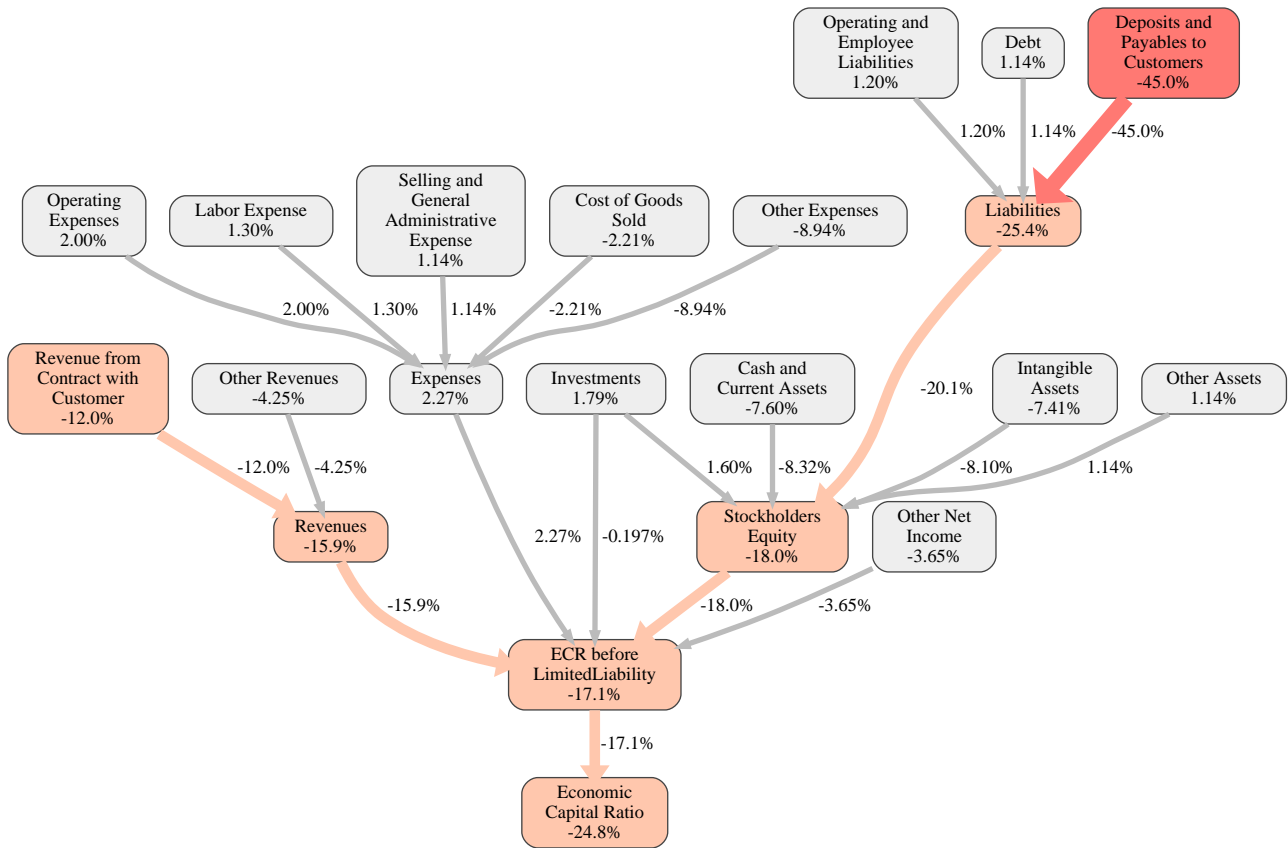 Operating and
Employee
Liabilities
1.20%
Debt
1.14%
Deposits and
Payables to
Customers
-45.0%
1.20%
1.14%
-45.0%
Operating
Expenses
2.00%
Labor Expense
1.30%
Selling and
General
Administrative
Expense
1.14%
Cost of Goods
Sold
-2.21%
Other Expenses
-8.94%
Liabilities
-25.4%
2.00%
1.30%
1.14%
-2.21%
-8.94%
Revenue from
Contract with
Customer
-12.0%
Other Revenues
-4.25%
Expenses
2.27%
Investments
1.79%
Cash and
Current Assets
-7.60%
-20.1%
Intangible
Assets
-7.41%
Other Assets
1.14%
-12.0%
-4.25%
1.60%
-8.32%
-8.10%
1.14%
Revenues
-15.9%
2.27%
-0.197%
Stockholders
Equity
-18.0%
Other Net
Income
-3.65%
-15.9%
-18.0%
-3.65%
ECR before
LimitedLiability
-17.1%
-17.1%
Economic
Capital Ratio
-24.8%